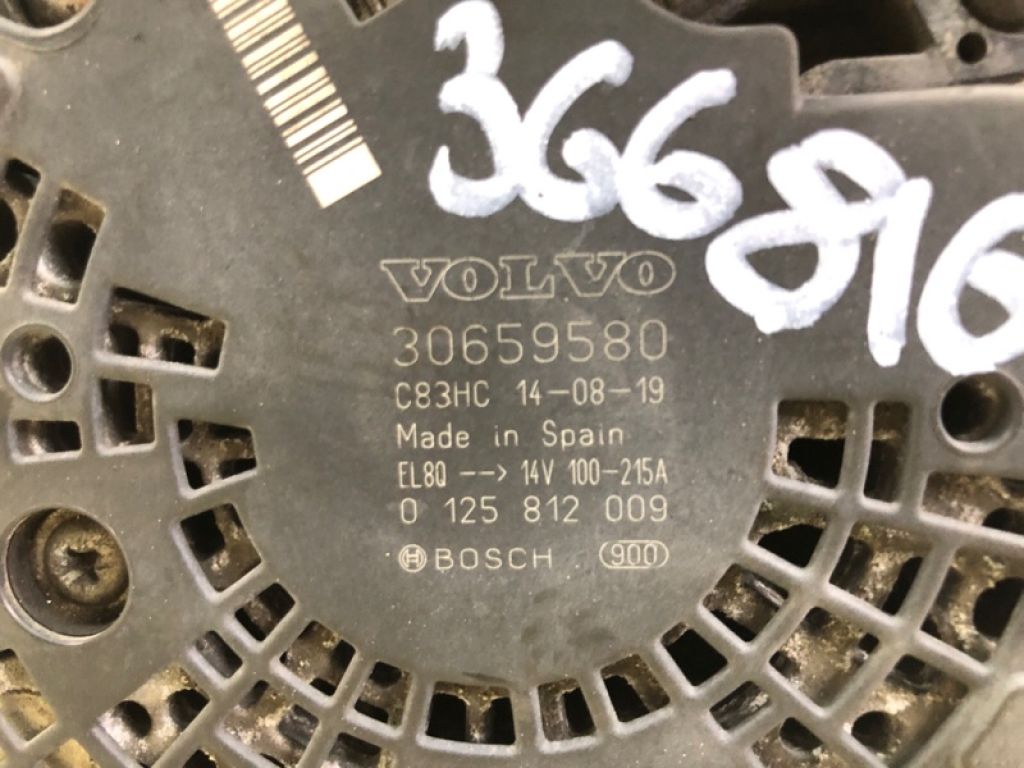 366816
VOLVO
30659580
C83HC 14-08-19
Made in Spain
EL8Q --> 14V 100-215A
0 125 812 009
BOSCH 900